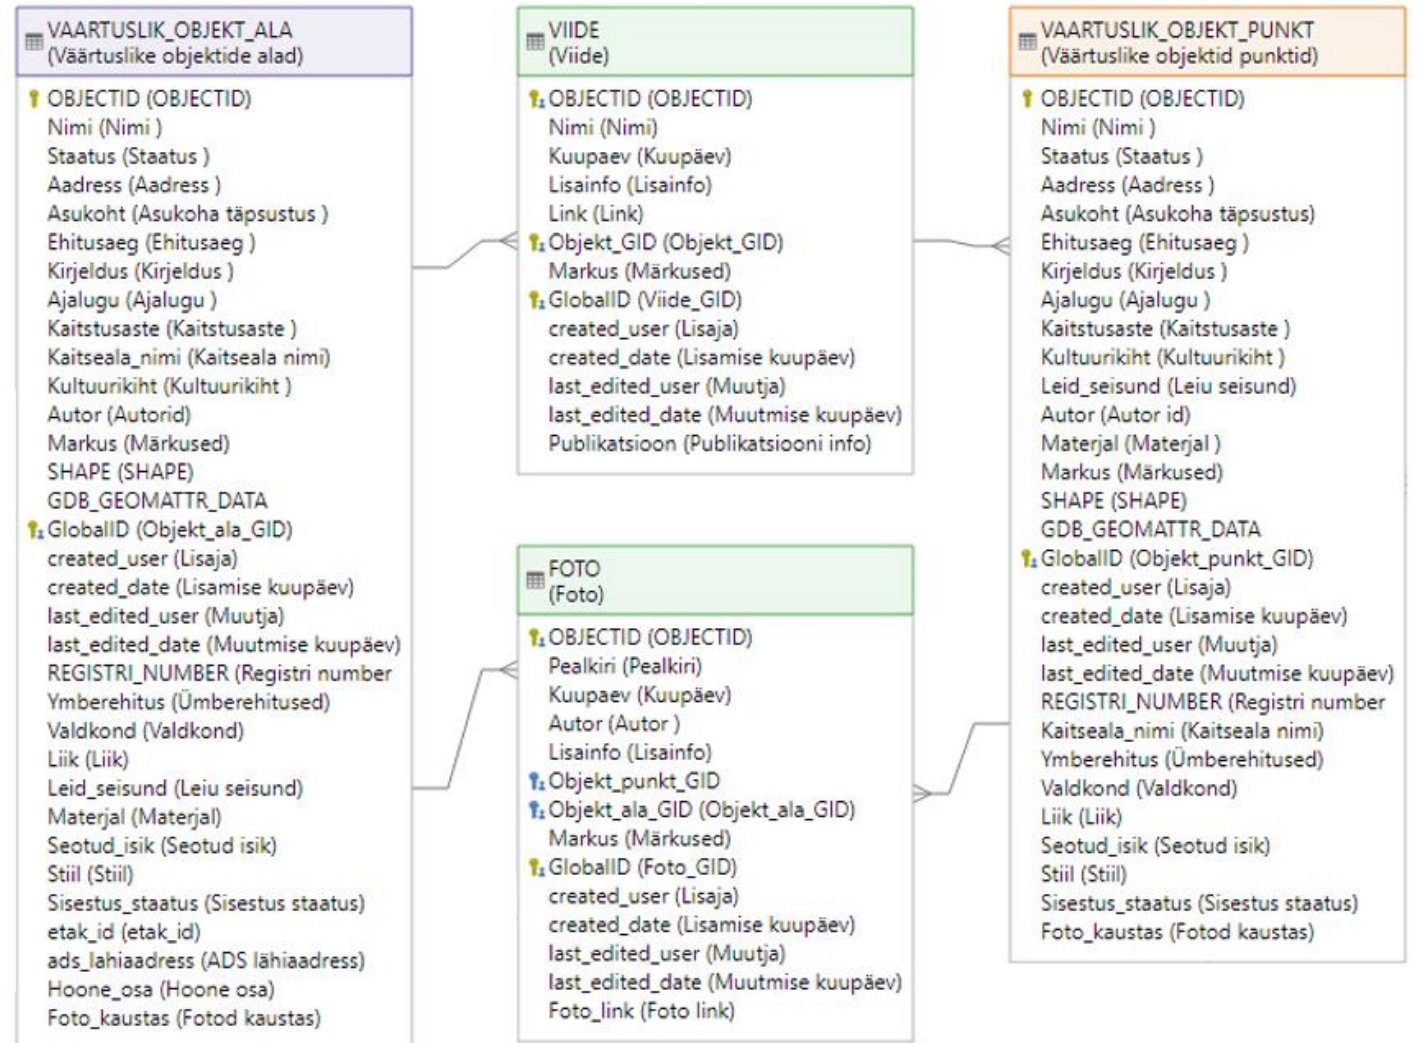 VAARTUSLIK_OBJEKT_ALA
(Väärtuslike objektide alad)
OBJECTID (OBJECTID)
Nimi (Nimi )
Staatus (Staatus )
Aadress (Aadress )
Asukoht (Asukoha täpsustus )
Ehitusaeg (Ehitusaeg )
Kirjeldus (Kirjeldus )
Ajalugu (Ajalugu )
Kaitstusaste (Kaitstusaste )
Kaitseala_nimi (Kaitseala nimi)
Kultuurikiht (Kultuurikiht )
Autor (Autorid)
Markus (Märkused)
SHAPE (SHAPE)
GDB_GEOMATTR_DATA
GlobalID (Objekt_ala_GID)
created_user (Lisaja)
created_date (Lisamise kuupäev)
last_edited_user (Muutja)
last_edited_date (Muutmise kuupäev)
REGISTRI_NUMBER (Registri number
Ymberehitus (Ümberehitused)
Valdkond (Valdkond)
Liik (Liik)
Leid_seisund (Leiu seisund)
Materjal (Materjal)
Seotud_isik (Seotud isik)
Stiil (Stiil)
Sisestus_staatus (Sisestus staatus)
etak_id (etak_id)
ads_lahiaadress (ADS lähiaadress)
Hoone_osa (Hoone osa)
Foto_kaustas (Fotod kaustas)
VIIDE
(Viide)
OBJECTID (OBJECTID)
Nimi (Nimi)
Kuupaev (Kuupäev)
Lisainfo (Lisainfo)
Link (Link)
Objekt_GID (Objekt_GID)
Markus (Märkused)
GlobalID (Viide_GID)
created_user (Lisaja)
created_date (Lisamise kuupäev)
last_edited_user (Muutja)
last_edited_date (Muutmise kuupäev)
Publikatsioon (Publikatsiooni info)
FOTO
(Foto)
OBJECTID (OBJECTID)
Pealkiri (Pealkiri)
Kuupaev (Kuupäev)
Autor (Autor )
Lisainfo (Lisainfo)
Objekt_punkt_GID
Objekt_ala_GID (Objekt_ala_GID)
Markus (Märkused)
GlobalID (Foto_GID)
created_user (Lisaja)
created_date (Lisamise kuupäev)
last_edited_user (Muutja)
last_edited_date (Muutmise kuupäev)
Foto_link (Foto link)
VAARTUSLIK_OBJEKT_PUNKT
(Väärtuslike objektid punktid)
OBJECTID (OBJECTID)
Nimi (Nimi )
Staatus (Staatus )
Aadress (Aadress )
Asukoht (Asukoha täpsustus)
Ehitusaeg (Ehitusaeg )
Kirjeldus (Kirjeldus )
Ajalugu (Ajalugu )
Kaitstusaste (Kaitstusaste )
Kultuurikiht (Kultuurikiht )
Leid_seisund (Leiu seisund)
Autor (Autor id)
Materjal (Materjal )
Markus (Märkused)
SHAPE (SHAPE)
GDB_GEOMATTR_DATA
GlobalID (Objekt_punkt_GID)
created_user (Lisaja)
created_date (Lisamise kuupäev)
last_edited_user (Muutja)
last_edited_date (Muutmise kuupäev)
REGISTRI_NUMBER (Registri number
Kaitseala_nimi (Kaitseala nimi)
Ymberehitus (Ümberehitused)
Valdkond (Valdkond)
Liik (Liik)
Seotud_isik (Seotud isik)
Stiil (Stiil)
Sisestus_staatus (Sisestus staatus)
Foto_kaustas (Fotod kaustas)